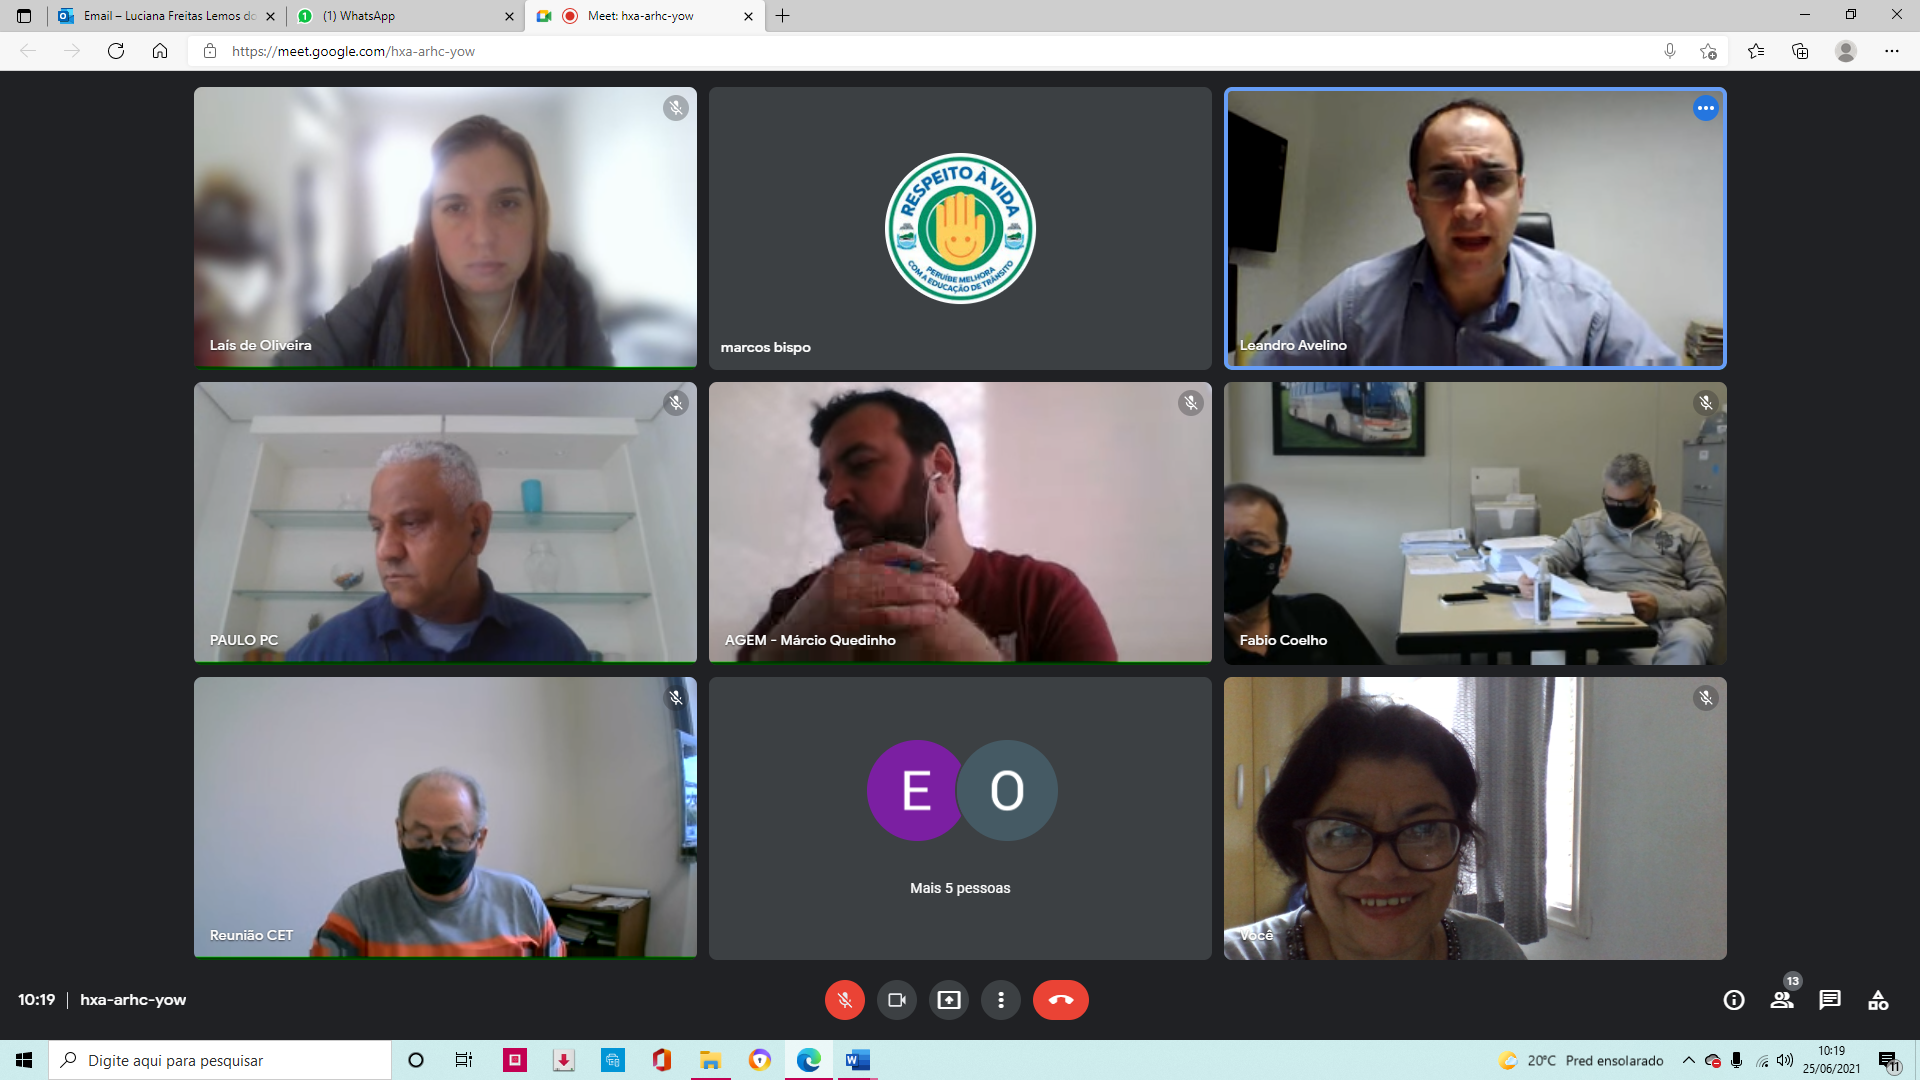 Email – Luciana Freitas Lemos do
(1) WhatsApp
Meet: hxa-arhc-yow
https://meet.google.com/hxa-arhc-yow
Laís de Oliveira
RESPEITO À VIDA
PERUÍBE MELHORA
COM A EDUCAÇÃO DE TRÂNSITO
marcos bispo
Leandro Avelino
PAULO PC
AGEM - Márcio Quedinho
Fabio Coelho
Reunião CET
E
O
Mais 5 pessoas
Você
10:19
hxa-arhc-yow
13
Digite aqui para pesquisar
20°C Pred ensolarado
10:19
25/06/2021
11